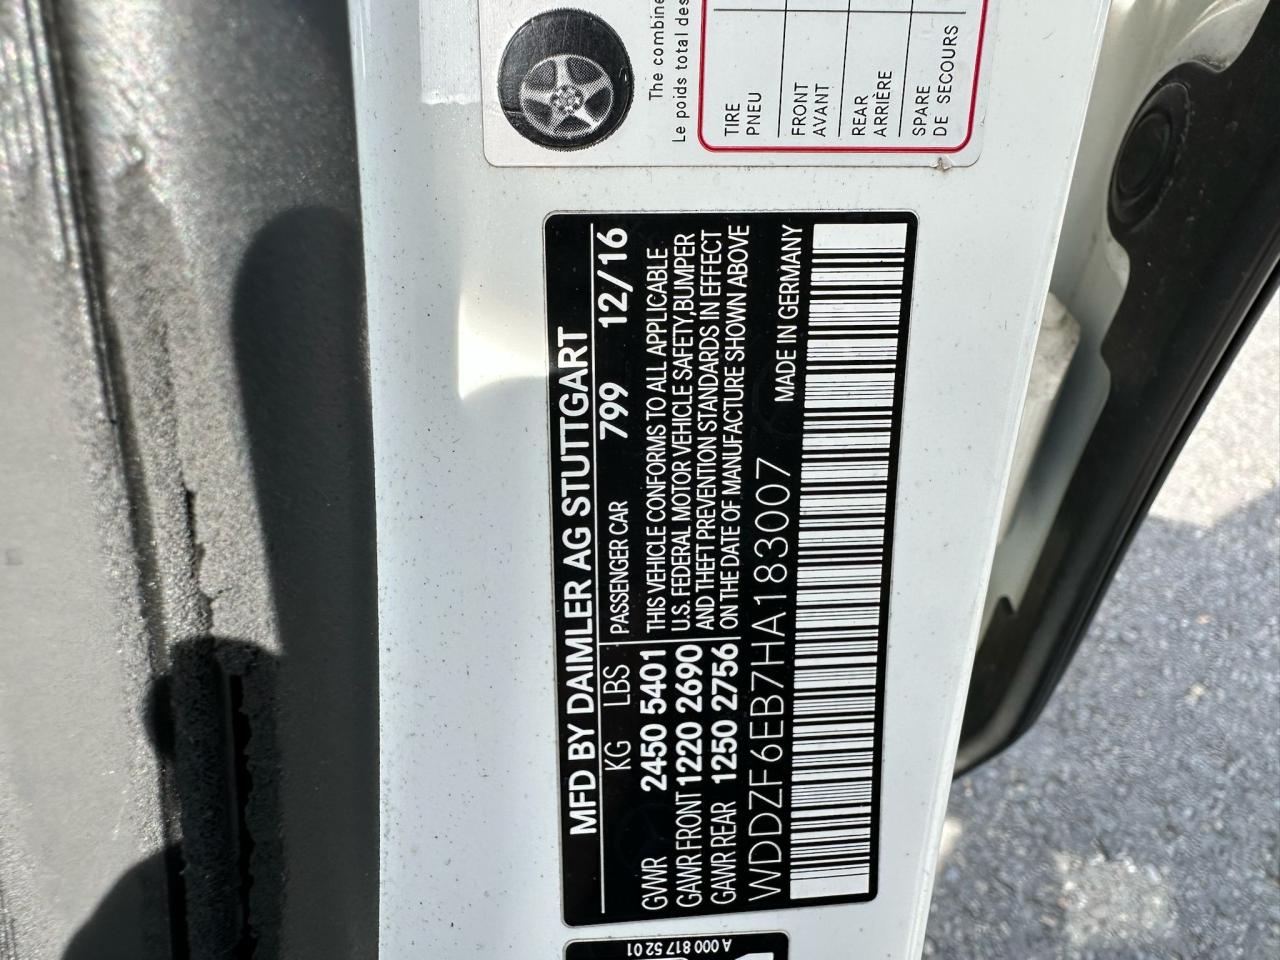 MFD BY DAIMLER AG STUTTGART
KG LBS PASSENGER CAR 799 12/16
GVWR 2450 5401
GAWR FRONT 1220 2690
GAWR REAR 1250 2756
THIS VEHICLE CONFORMS TO ALL APPLICABLE
U.S. FEDERAL MOTOR VEHICLE SAFETY,BUMPER
AND THEFT PREVENTION STANDARDS IN EFFECT
ON THE DATE OF MANUFACTURE SHOWN ABOVE
WDDZF6EB7HA183007 MADE IN GERMANY
The combine
Le poids total des
TIRE
PNEU
FRONT
AVANT
REAR
ARRIÈRE
SPARE
DE SECOURS
A 000 817 52 01